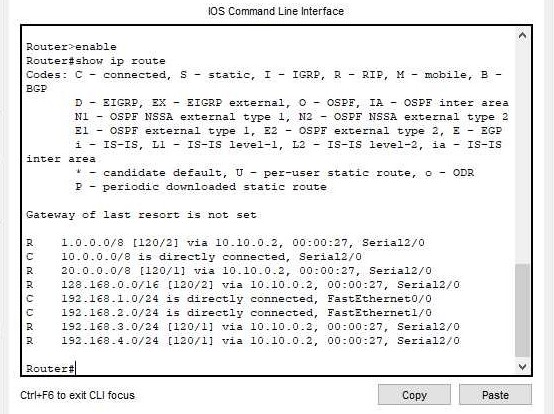 IOS Command Line Interface
Router>enable
Router#show ip route
Codes: C - connected, S - static, I - IGRP, R - RIP, M - mobile, B -
BGP
D - EIGRP, EX - EIGRP external, O - OSPF, IA - OSPF inter area
N1 - OSPF NSSA external type 1, N2 - OSPF NSSA external type 2
E1 - OSPF external type 1, E2 - OSPF external type 2, E - EGP
i - IS-IS, L1 - IS-IS level-1, L2 - IS-IS level-2, ia - IS-IS
inter area
* - candidate default, U - per-user static route, o - ODR
P - periodic downloaded static route
Gateway of last resort is not set
R 1.0.0.0/8 [120/2] via 10.10.0.2, 00:00:27, Serial2/0
C 10.0.0.0/8 is directly connected, Serial2/0
R 20.0.0.0/8 [120/1] via 10.10.0.2, 00:00:27, Serial2/0
R 128.168.0.0/16 [120/2] via 10.10.0.2, 00:00:27, Serial2/0
C 192.168.1.0/24 is directly connected, FastEthernet0/0
C 192.168.2.0/24 is directly connected, FastEthernet1/0
R 192.168.3.0/24 [120/1] via 10.10.0.2, 00:00:27, Serial2/0
R 192.168.4.0/24 [120/1] via 10.10.0.2, 00:00:27, Serial2/0
Router#
Ctrl+F6 to exit CLI focus
Copy
Paste